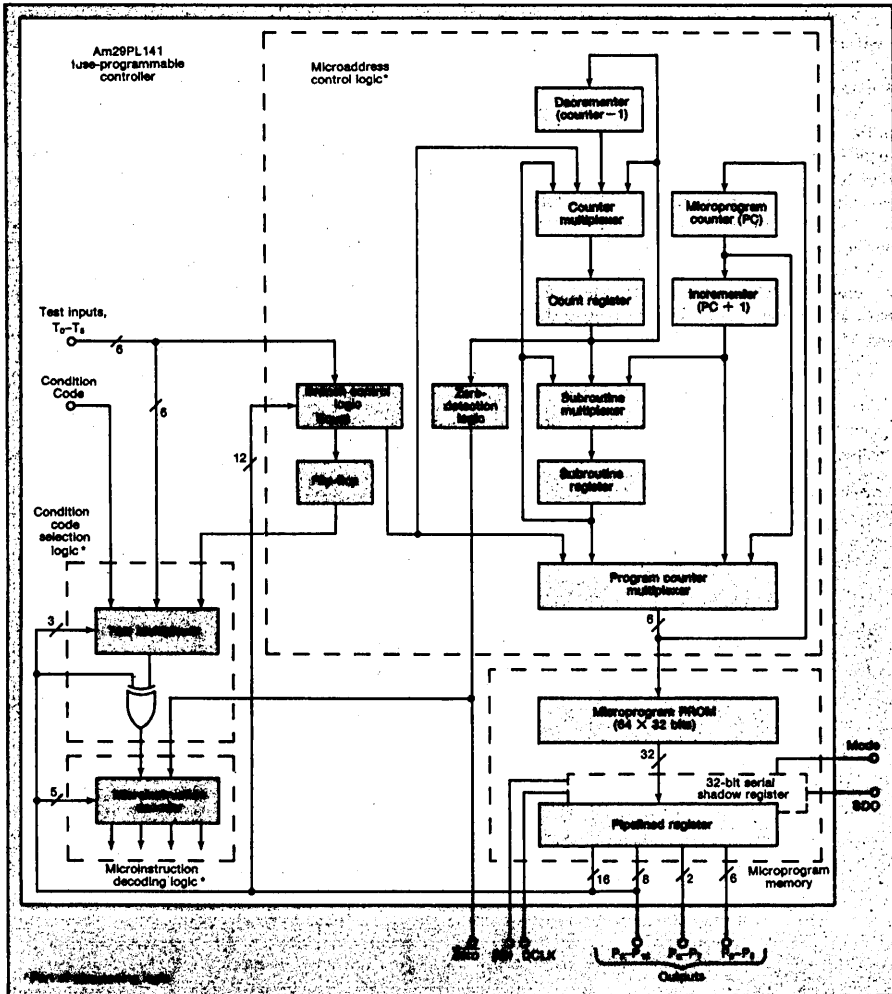 Am29PL141
fuse-programmable
controller
Microaddress
control logic*
Decrementer
(counter−1)
Counter
multiplexer
Microprogram
counter (PC)
Count register
Incrementer
(PC + 1)
Test inputs,
6
Condition
Code
6
12
logic
Zero-
detection
logic
Subroutine
multiplexer
Flip-flop
Subroutine
register
Condition
code
selection
logic*
Program counter
multiplexer
3
6
Microprogram PROM
(64 × 32 bits)
32
Mode
32-bit serial
shadow register
SDO
5
Pipelined register
Microinstruction
decoding logic*
16
8
2
6
Microprogram
memory
Zero
DCLK
Outputs